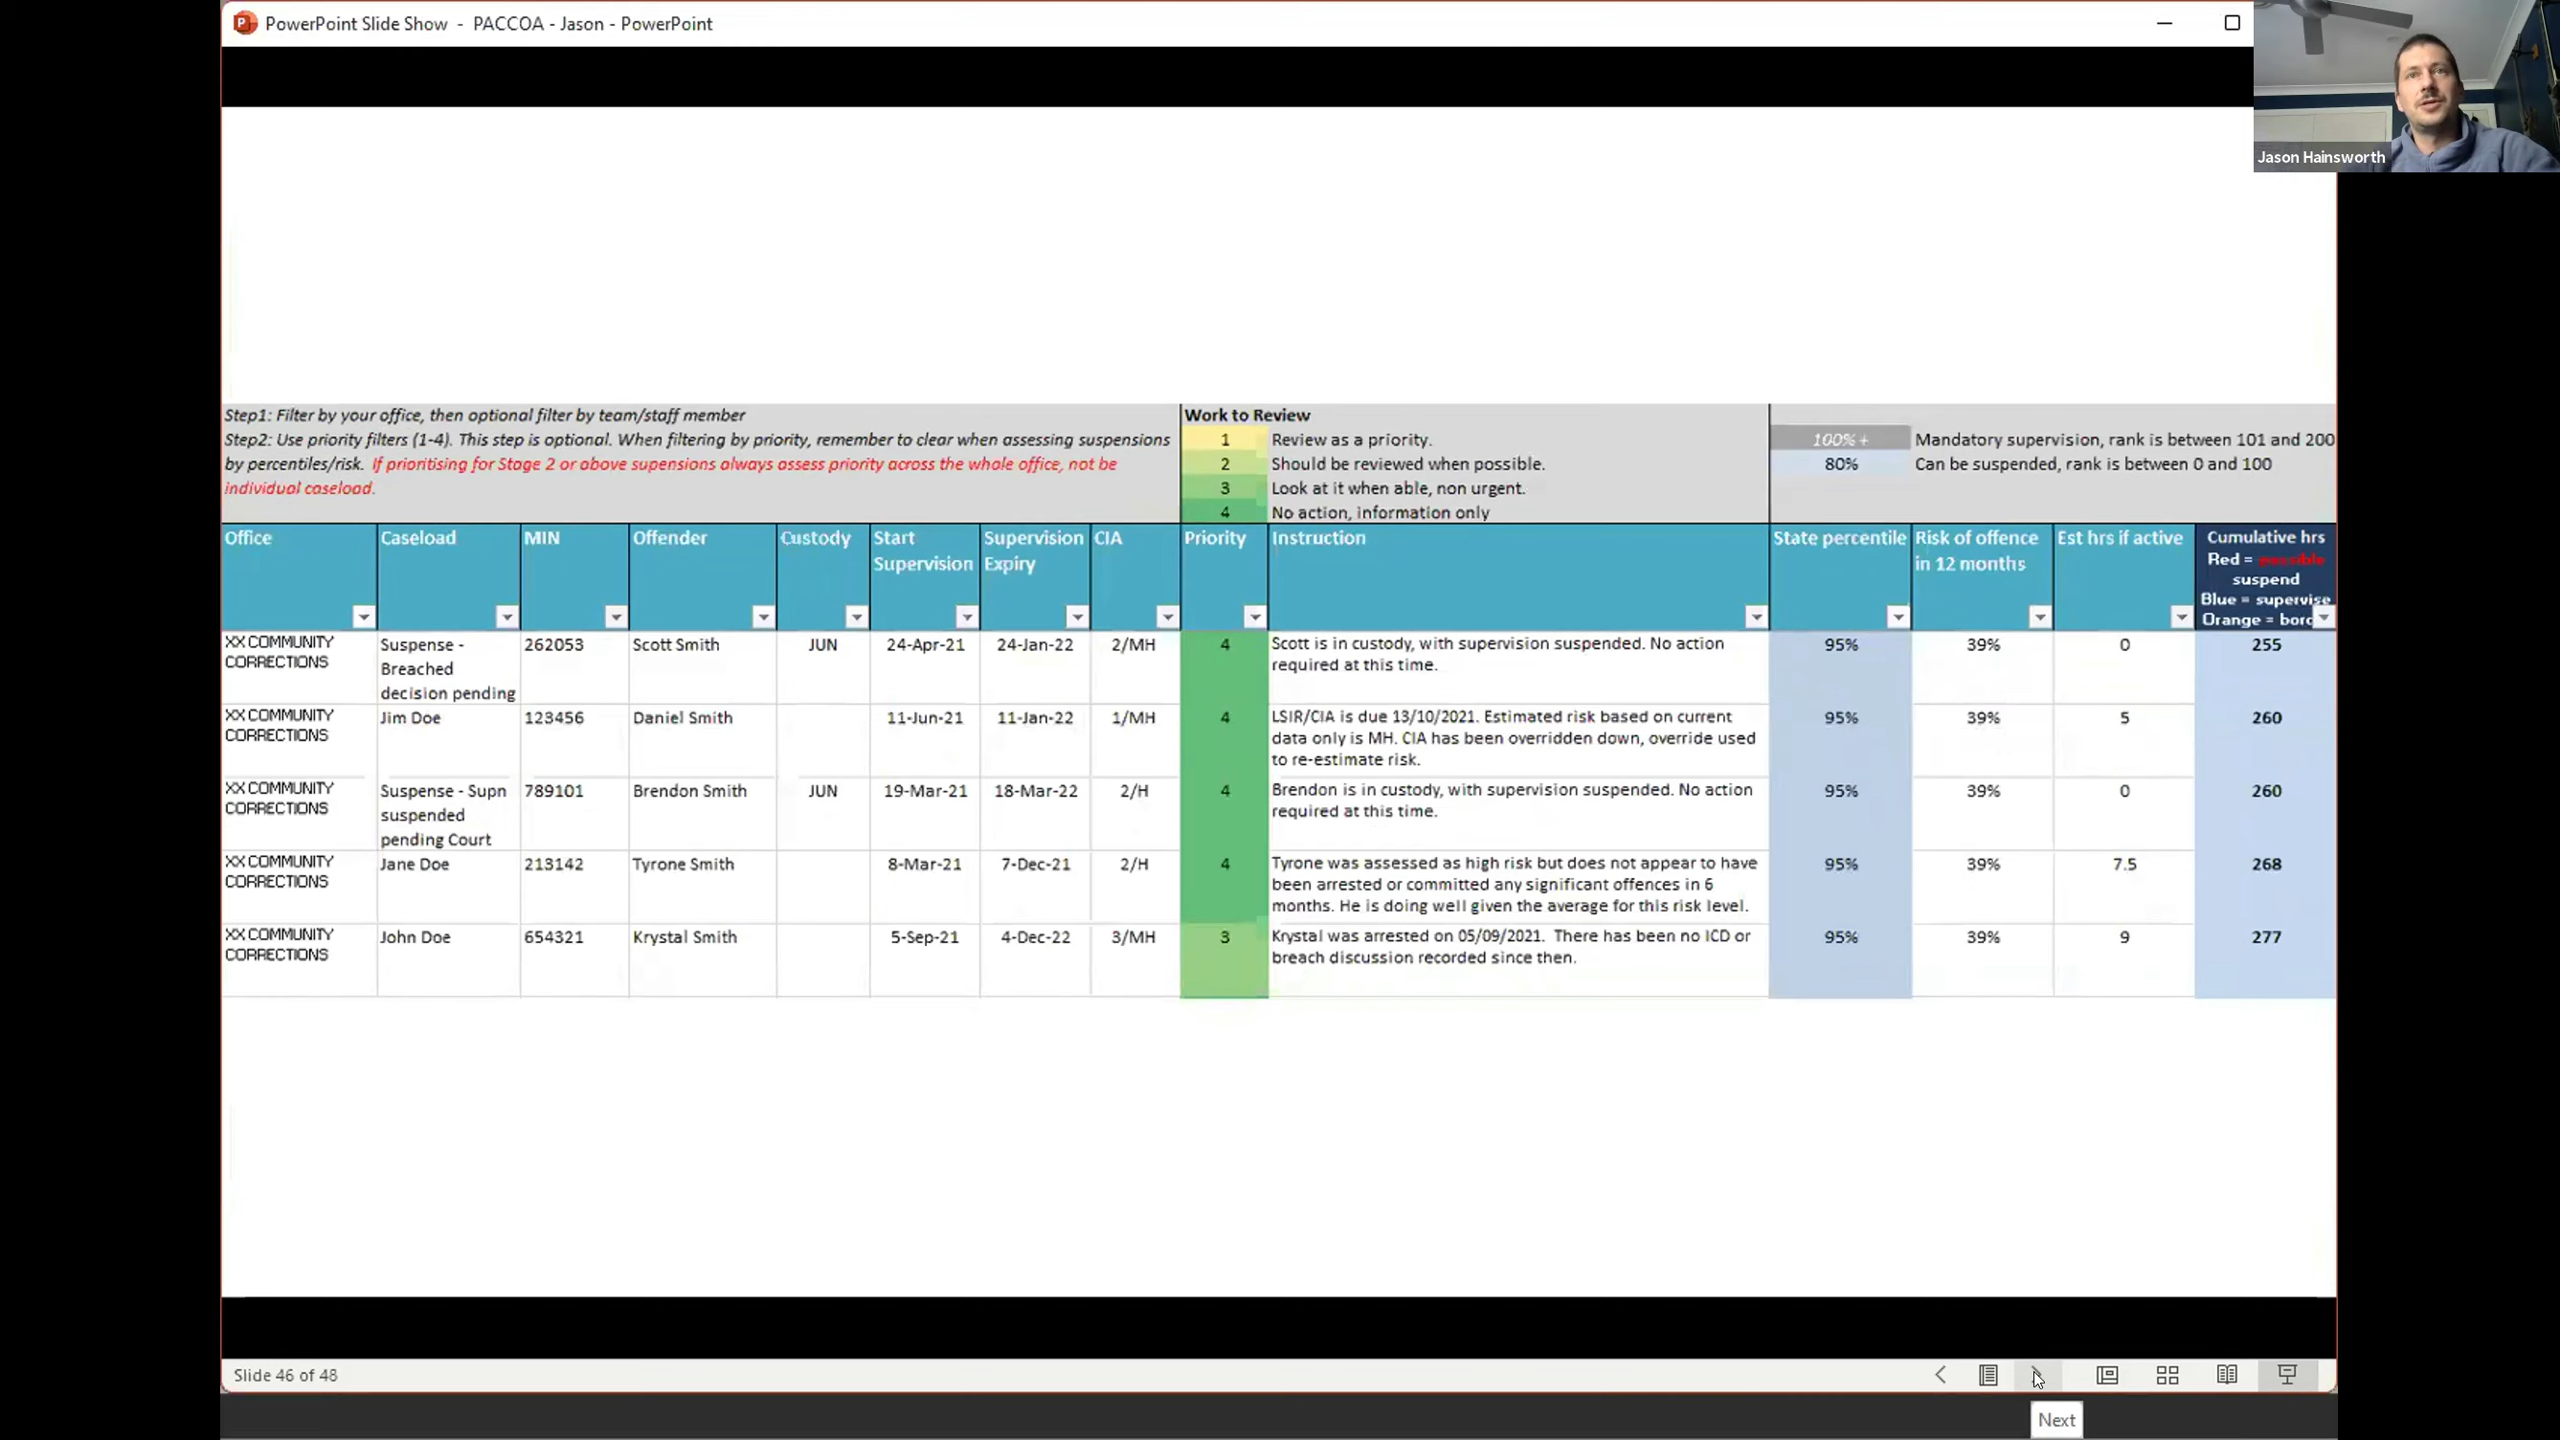 PowerPoint Slide Show - PACCOA - Jason - PowerPoint
Jason Hainsworth
Step1: Filter by your office, then optional filter by team/staff member
Step2: Use priority filters (1-4). This step is optional. When filtering by priority, remember to clear when assessing suspensions
by percentiles/risk. If prioritising for Stage 2 or above supensions always assess priority across the whole office, not be
individual caseload.
Work to Review
1 Review as a priority.
2 Should be reviewed when possible.
3 Look at it when able, non urgent.
4 No action, information only
100%+ Mandatory supervision, rank is between 101 and 200
80% Can be suspended, rank is between 0 and 100
Office
Caseload
MIN
Offender
Custody
Start
Supervision
Supervision
Expiry
CIA
Priority
Instruction
State percentile
Risk of offence
in 12 months
Est hrs if active
Cumulative hrs
Red = possible
suspend
Blue = supervise
Orange = bord
XX COMMUNITY
CORRECTIONS
Suspense -
Breached
decision pending
262053
Scott Smith
JUN
24-Apr-21
24-Jan-22
2/MH
4
Scott is in custody, with supervision suspended. No action
required at this time.
95%
39%
0
255
XX COMMUNITY
CORRECTIONS
Jim Doe
123456
Daniel Smith
11-Jun-21
11-Jan-22
1/MH
4
LSIR/CIA is due 13/10/2021. Estimated risk based on current
data only is MH. CIA has been overridden down, override used
to re-estimate risk.
95%
39%
5
260
XX COMMUNITY
CORRECTIONS
Suspense - Supn
suspended
pending Court
789101
Brendon Smith
JUN
19-Mar-21
18-Mar-22
2/H
4
Brendon is in custody, with supervision suspended. No action
required at this time.
95%
39%
0
260
XX COMMUNITY
CORRECTIONS
Jane Doe
213142
Tyrone Smith
8-Mar-21
7-Dec-21
2/H
4
Tyrone was assessed as high risk but does not appear to have
been arrested or committed any significant offences in 6
months. He is doing well given the average for this risk level.
95%
39%
7.5
268
XX COMMUNITY
CORRECTIONS
John Doe
654321
Krystal Smith
5-Sep-21
4-Dec-22
3/MH
3
Krystal was arrested on 05/09/2021. There has been no ICD or
breach discussion recorded since then.
95%
39%
9
277
Slide 46 of 48
Next